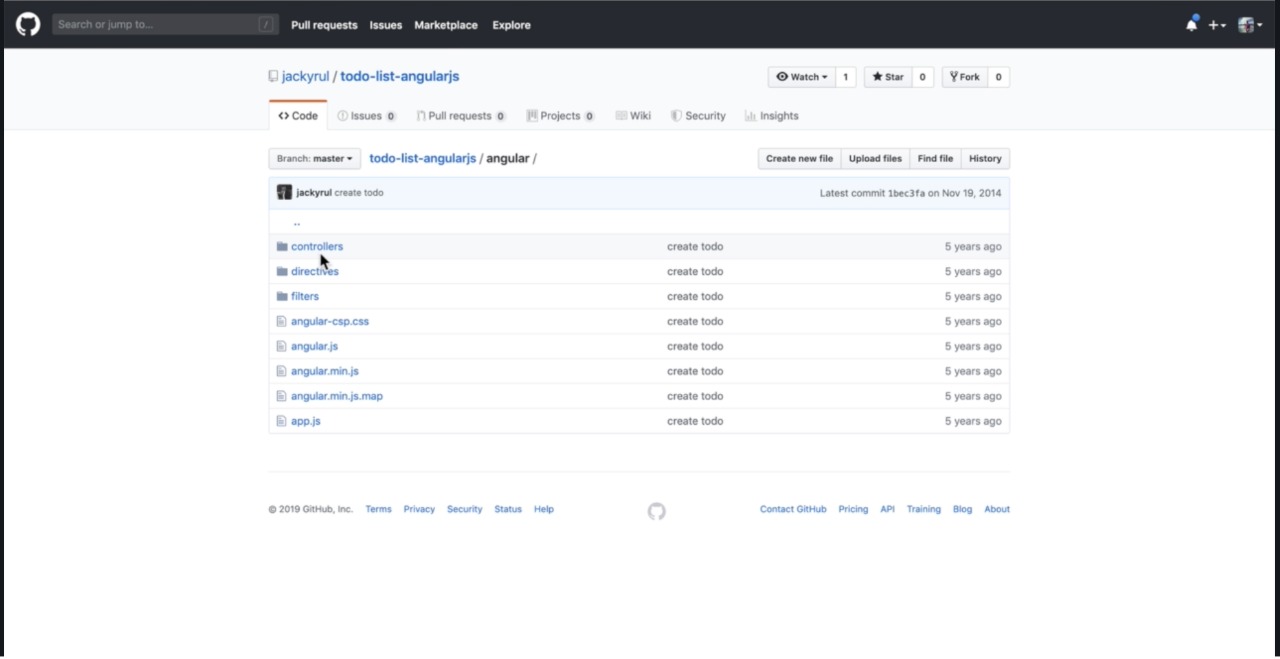 Search or jump to... / Pull requests Issues Marketplace Explore
jackyrul / todo-list-angularjs Watch 1 Star 0 Fork 0
<> Code Issues 0 Pull requests 0 Projects 0 Wiki Security Insights
Branch: master todo-list-angularjs / angular / Create new file Upload files Find file History
jackyrul create todo Latest commit 1bec3fa on Nov 19, 2014
..
controllers create todo 5 years ago
directives create todo 5 years ago
filters create todo 5 years ago
angular-csp.css create todo 5 years ago
angular.js create todo 5 years ago
angular.min.js create todo 5 years ago
angular.min.js.map create todo 5 years ago
app.js create todo 5 years ago
© 2019 GitHub, Inc. Terms Privacy Security Status Help Contact GitHub Pricing API Training Blog About